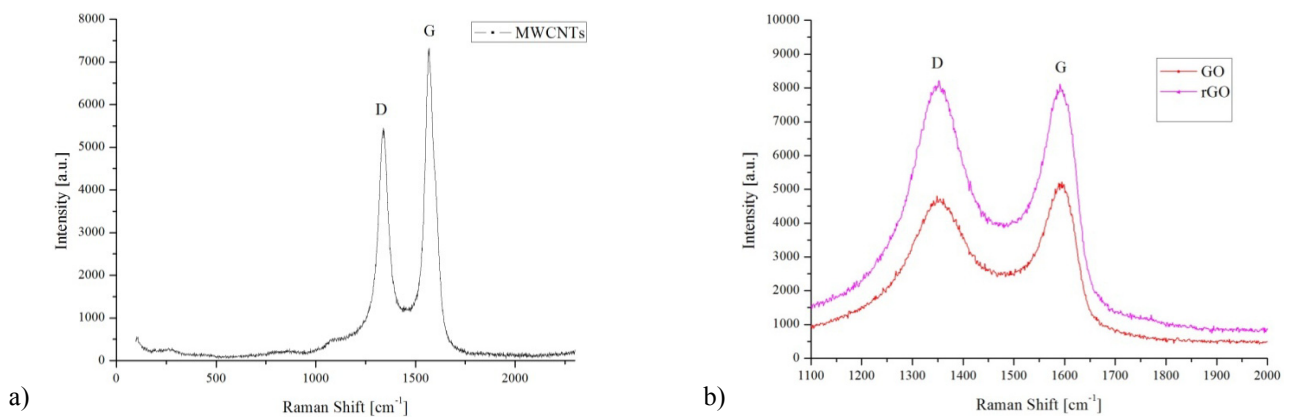 8000
7000
6000
5000
4000
3000
2000
1000
0
Intensity [a.u.]
D
G
MWCNTs
0
500
1000
1500
2000
Raman Shift [cm-1]
a)
10000
9000
8000
7000
6000
5000
4000
3000
2000
1000
0
Intensity [a.u.]
D
G
GO
rGO
1100 1200 1300 1400 1500 1600 1700 1800 1900 2000
Raman Shift [cm-1]
b)